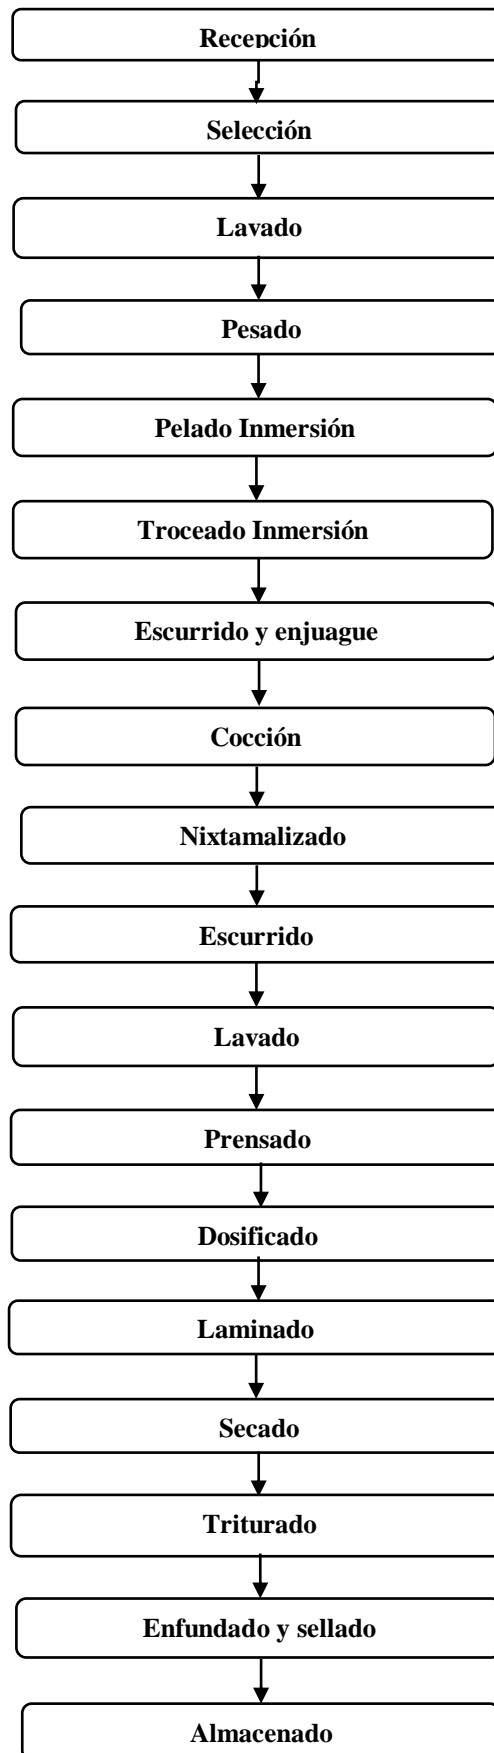 Recepción
Selección
Lavado
Pesado
Pelado Inmersión
Troceado Inmersión
Escurrido y enjuague
Cocción
Nixtamalizado
Escurrido
Lavado
Prensado
Dosificado
Laminado
Secado
Triturado
Enfundado y sellado
Almacenado